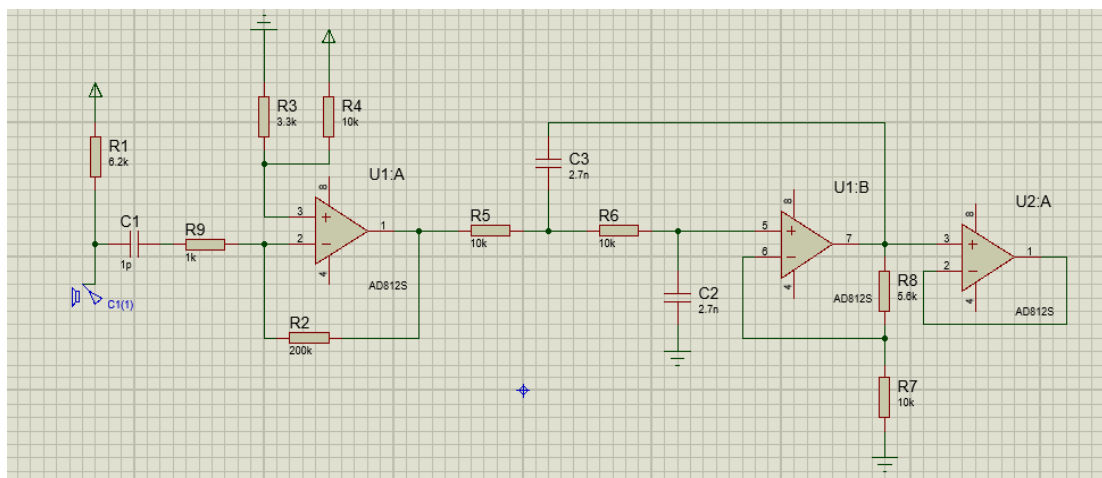 R1
6.2k
C1
1p
C1(1)
R9
1k
R3
3.3k
R4
10k
U1:A
8
3
2
1
4
AD812S
R2
200k
R5
10k
C3
2.7n
R6
10k
C2
2.7n
U1:B
8
5
6
7
4
AD812S
R8
5.6k
R7
10k
U2:A
8
3
2
1
4
AD812S